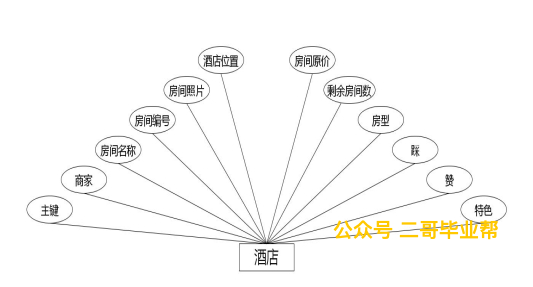 酒店位置
房间原价
房间照片
剩余房间数
房间编号
房型
房间名称
踩
商家
赞
主键
特色
公众号 二哥毕业帮
酒店